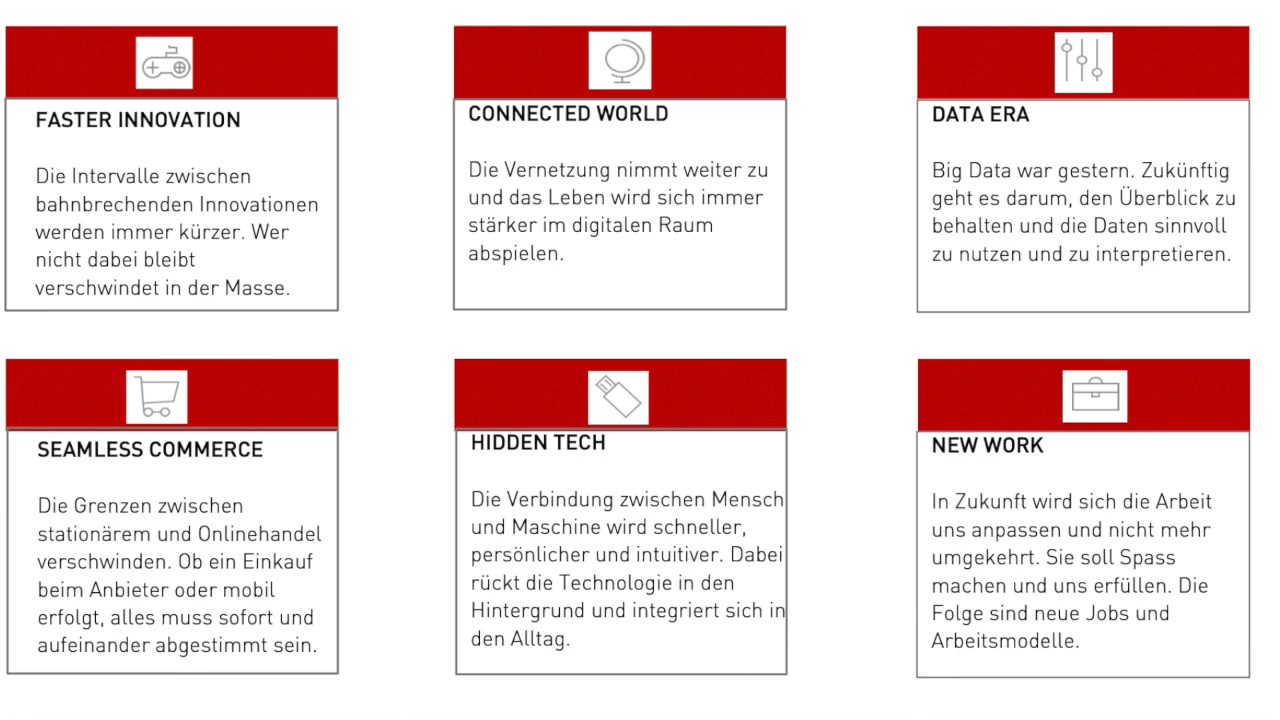 FASTER INNOVATION
Die Intervalle zwischen
bahnbrechenden Innovationen
werden immer kürzer. Wer
nicht dabei bleibt
verschwindet in der Masse.
CONNECTED WORLD
Die Vernetzung nimmt weiter zu
und das Leben wird sich immer
stärker im digitalen Raum
abspielen.
DATA ERA
Big Data war gestern. Zukünftig
geht es darum, den Überblick zu
behalten und die Daten sinnvoll
zu nutzen und zu interpretieren.
SEAMLESS COMMERCE
Die Grenzen zwischen
stationärem und Onlinehandel
verschwinden. Ob ein Einkauf
beim Anbieter oder mobil
erfolgt, alles muss sofort und
aufeinander abgestimmt sein.
HIDDEN TECH
Die Verbindung zwischen Mensch
und Maschine wird schneller,
persönlicher und intuitiver. Dabei
rückt die Technologie in den
Hintergrund und integriert sich in
den Alltag.
NEW WORK
In Zukunft wird sich die Arbeit
uns anpassen und nicht mehr
umgekehrt. Sie soll Spass
machen und uns erfüllen. Die
Folge sind neue Jobs und
Arbeitsmodelle.